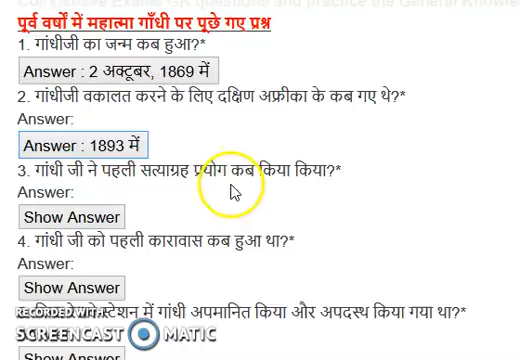 पूर्व वर्षों में महात्मा गाँधी पर पूछे गए प्रश्न
1. गांधीजी का जन्म कब हुआ?*
Answer : 2 अक्टूबर, 1869 में
2. गांधीजी वकालत करने के लिए दक्षिण अफ्रीका के कब गए थे?*
Answer:
Answer : 1893 में
3. गांधी जी ने पहली सत्याग्रह प्रयोग कब किया किया?*
Answer:
Show Answer
4. गांधी जी को पहली कारावास कब हुआ था?*
Answer:
Show Answer
स्टेशन में गांधी अपमानित किया और अपदस्थ किया गया था?*
RECORDED WITH
SCREENCAST MATIC
Show Answer